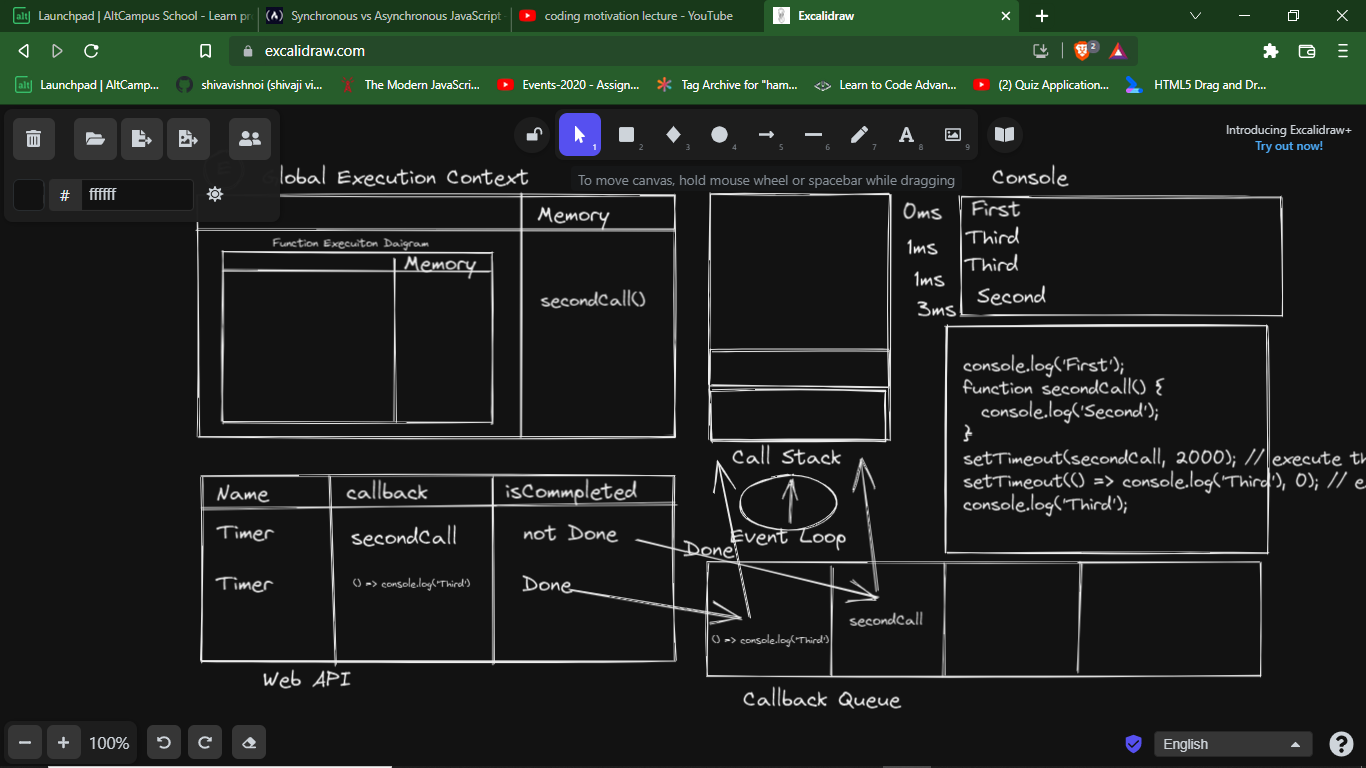 Launchpad | AltCampus School - Learn pr
Synchronous vs Asynchronous JavaScript
coding motivation lecture - YouTube
Excalidraw
excalidraw.com
2
Launchpad | AltCamp...
shivavishnoi (shivaji vi...
The Modern JavaScri...
Events-2020 - Assign...
Tag Archive for "ham...
Learn to Code Advan...
(2) Quiz Application...
HTML5 Drag and Dr...
1
2
3
4
5
6
7
8
9
Introducing Excalidraw+
Try out now!
# ffffff
To move canvas, hold mouse wheel or spacebar while dragging
Global Execution Context
Memory
Function Execuiton Daigram
Memory
secondCall()
Console
0ms First
1ms Third
1ms Third
3ms Second
console.log('First');
function secondCall() {
console.log('Second');
}
setTimeout(secondCall, 2000); // execute th
setTimeout(() => console.log('Third'), 0); // e
console.log('Third');
Call Stack
Event Loop
Name callback isCommpleted
Timer secondCall not Done
Timer () => console.log('Third') Done
Web API
Done
() => console.log('Third')
secondCall
Callback Queue
100%
English